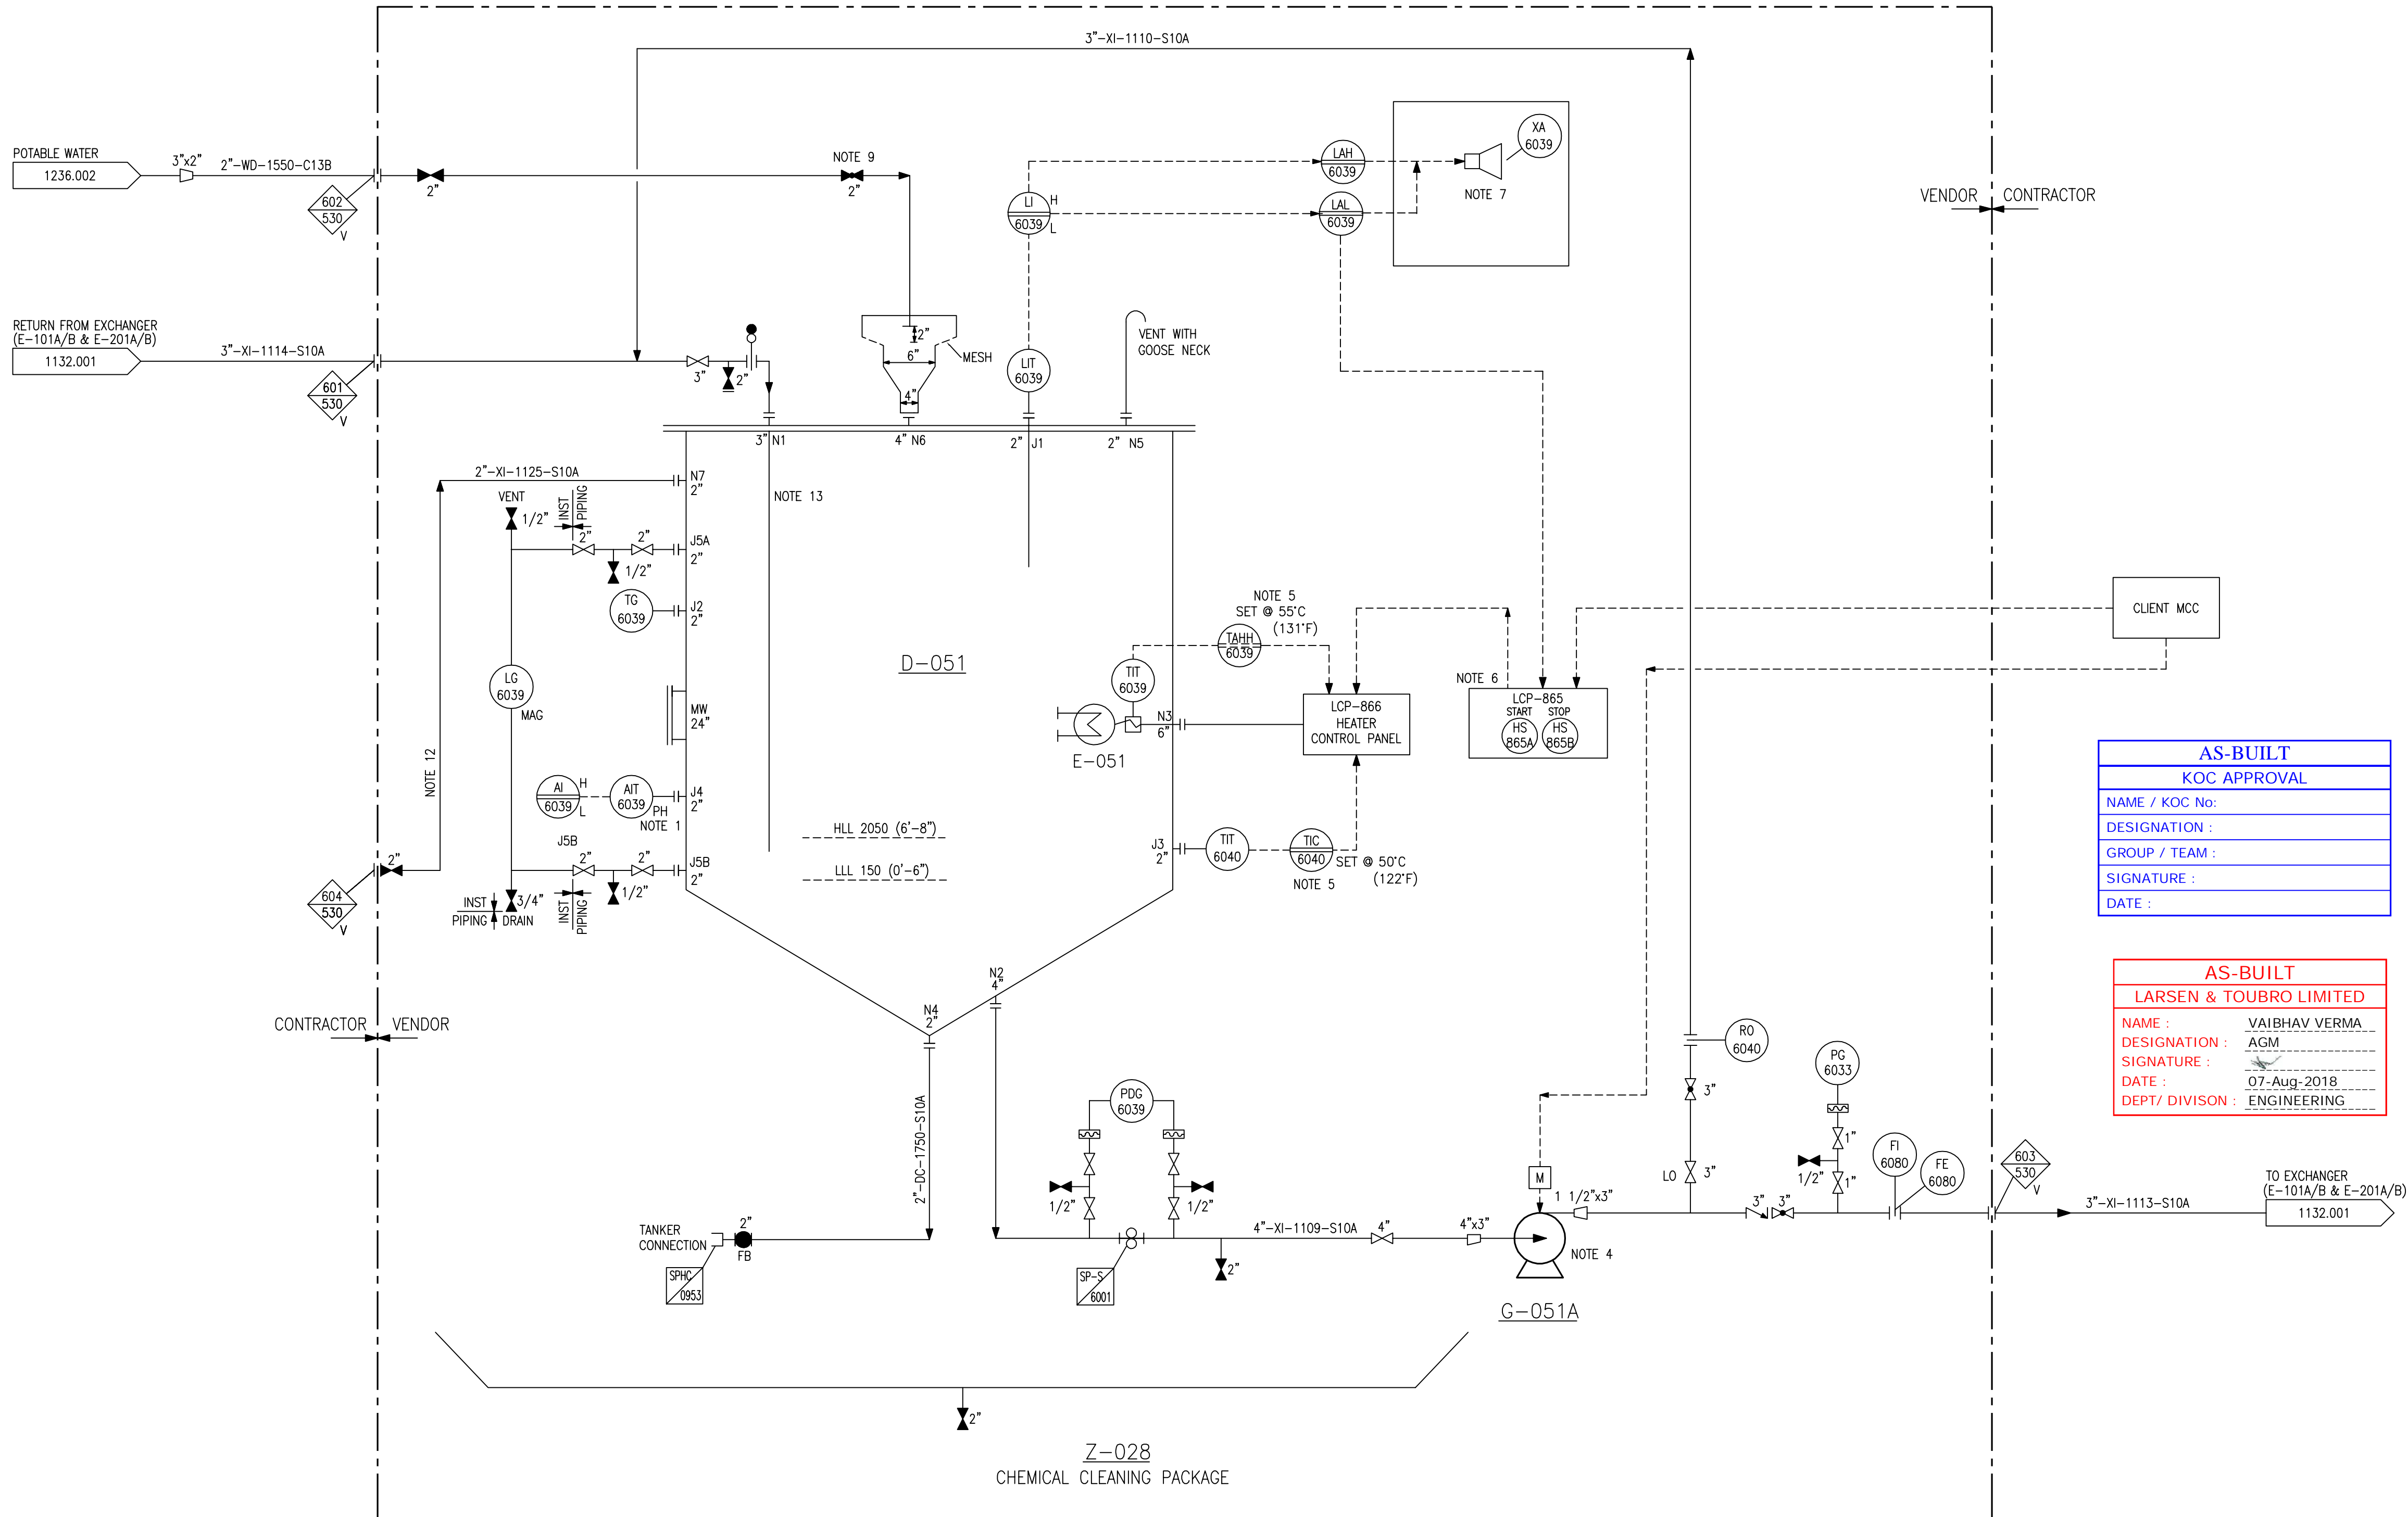 3"-XI-1110-S10A
POTABLE WATER
1236.002
3"x2"
2"-WD-1550-C13B
602
530
V
2"
NOTE 9
2"
XA
6039
LAH
6039
NOTE 7
LI
6039
H
L
LAL
6039
VENDOR
CONTRACTOR
RETURN FROM EXCHANGER
(E-101A/B & E-201A/B)
1132.001
3"-XI-1114-S10A
601
530
V
3"
2"
2"
6"
MESH
4"
LIT
6039
VENT WITH
GOOSE NECK
3" N1
4" N6
2" J1
2" N5
2"-XI-1125-S10A
N7
2"
NOTE 13
VENT
1/2"
INST
PIPING
2"
2"
J5A
2"
1/2"
TG
6039
J2
2"
D-051
NOTE 5
SET @ 55°C
(131°F)
TAHH
6039
TIT
6039
CLIENT MCC
LG
6039
MAG
MW
24"
N3
6"
E-051
LCP-866
HEATER
CONTROL PANEL
NOTE 6
LCP-865
START STOP
HS
865A
HS
865B
NOTE 12
AI
6039
H
L
AIT
6039
PH
NOTE 1
J4
2"
HLL 2050 (6'-8")
LLL 150 (0'-6")
J3
2"
TIT
6040
TIC
6040
SET @ 50°C
(122°F)
NOTE 5
J5B
2"
2"
J5B
2"
1/2"
INST
PIPING
3/4"
DRAIN
INST
PIPING
2"
604
530
V
AS-BUILT
KOC APPROVAL
NAME / KOC No:
DESIGNATION :
GROUP / TEAM :
SIGNATURE :
DATE :
AS-BUILT
LARSEN & TOUBRO LIMITED
NAME : VAIBHAV VERMA
DESIGNATION : AGM
SIGNATURE :
DATE : 07-Aug-2018
DEPT/ DIVISON : ENGINEERING
CONTRACTOR
VENDOR
N4
2"
N2
4"
2"-DC-1750-S10A
PDG
6039
1/2"
1/2"
RO
6040
3"
LO
3"
PG
6033
1"
1/2"
1"
FI
6080
FE
6080
603
530
V
TO EXCHANGER
(E-101A/B & E-201A/B)
1132.001
3"-XI-1113-S10A
M
1 1/2"x3"
3"
3"
TANKER
CONNECTION
2"
FB
SPHC
0953
SP-S
6001
4"-XI-1109-S10A
2"
4"
4"x3"
NOTE 4
G-051A
2"
Z-028
CHEMICAL CLEANING PACKAGE